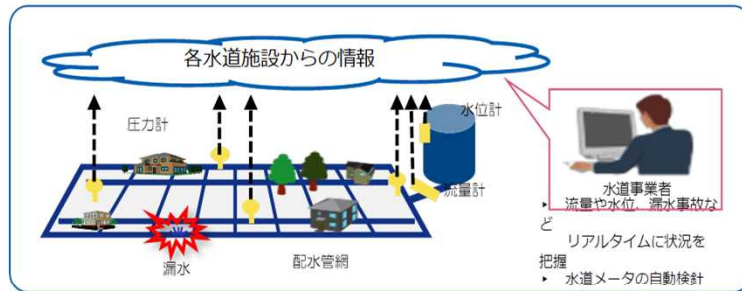 各水道施設からの情報
圧力計
水位計
流量計
漏水
配水管網
水道事業者
▸ 流量や水位、漏水事故な
ど
リアルタイムに状況を
把握
▸ 水道メータの自動検針